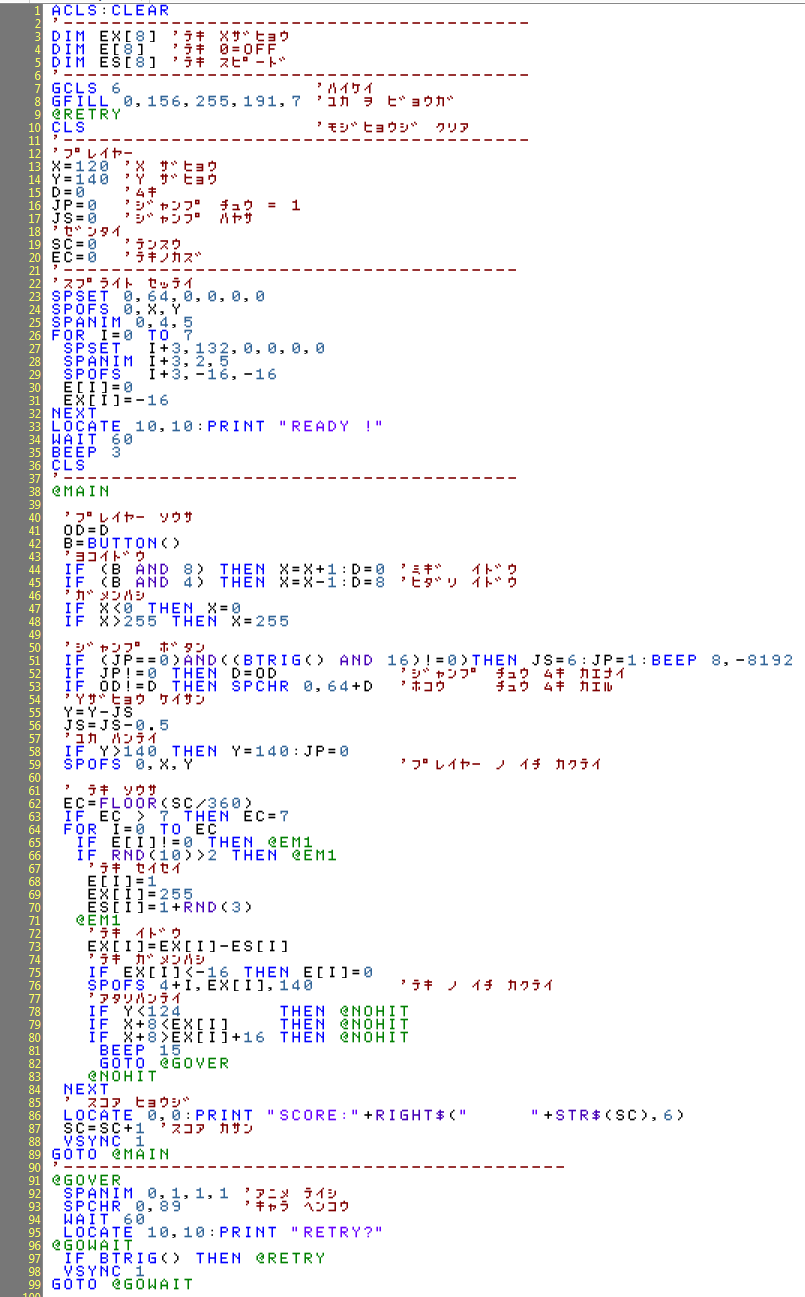 1 ACLS:CLEAR
2 '---------------------------------------
3 DIM EX[8] 'テキ Xザヒョウ
4 DIM E[8]  'テキ 0=OFF
5 DIM ES[8] 'テキ スピード
6 '---------------------------------------
7 GCLS 6                'ハイケイ
8 GFILL 0,156,255,191,7 'ユカ ヲ ビョウガ
9 @RETRY
10 CLS                   'モジヒョウジ クリア
11 '---------------------------------------
12 'プレイヤー
13 X=120 'X ザヒョウ
14 Y=140 'Y ザヒョウ
15 D=0   'ムキ
16 JP=0  'ジャンプ チュウ = 1
17 JS=0  'ジャンプ ハヤサ
18 'ゼンタイ
19 SC=0  'テンスウ
20 EC=0  'テキノカズ
21 '--------------------------------------
22 'スプライト セッテイ
23 SPSET 0,64,0,0,0,0
24 SPOFS 0,X,Y
25 SPANIM 0,4,5
26 FOR I=0 TO 7
27  SPSET  I+3,132,0,0,0,0
28  SPANIM I+3,2,5
29  SPOFS  I+3,-16,-16
30  E[I]=0
31  EX[I]=-16
32 NEXT
33 LOCATE 10,10:PRINT "READY !"
34 WAIT 60
35 BEEP 3
36 CLS
37 '--------------------------------------
38 @MAIN
39
40  'プレイヤー ソウサ
41  OD=D
42  B=BUTTON()
43  'ヨコイドウ
44  IF (B AND 8) THEN X=X+1:D=0 'ミギ  イドウ
45  IF (B AND 4) THEN X=X-1:D=8 'ヒダリ イドウ
46  'ガメンハシ
47  IF X<0 THEN X=0
48  IF X>255 THEN X=255
49
50  'ジャンプ ボタン
51  IF (JP==0)AND((BTRIG() AND 16)!=0)THEN JS=6:JP=1:BEEP 8,-8192
52  IF JP!=0 THEN D=OD          'ジャンプ チュウ ムキ カエナイ
53  IF OD!=D THEN SPCHR 0,64+D  'ホコウ   チュウ ムキ カエル
54  'Yザヒョウ ケイサン
55  Y=Y-JS
56  JS=JS-0.5
57  'ユカ ハンテイ
58  IF Y>140 THEN Y=140:JP=0
59  SPOFS 0,X,Y                 'プレイヤー ノ イチ カクテイ
60
61  ' テキ ソウサ
62  EC=FLOOR(SC/360)
63  IF EC > 7 THEN EC=7
64  FOR I=0 TO EC
65   IF E[I]!=0 THEN @EM1
66   IF RND(10)>2 THEN @EM1
67    'テキ セイセイ
68    E[I]=1
69    EX[I]=255
70    ES[I]=1+RND(3)
71   @EM1
72    'テキ イドウ
73    EX[I]=EX[I]-ES[I]
74    'テキ ガメンハシ
75    IF EX[I]<-16 THEN E[I]=0
76    SPOFS 4+I,EX[I],140       'テキ ノ イチ カクテイ
77    'アタリハンテイ
78    IF Y<124        THEN @NOHIT
79    IF X+8<EX[I]    THEN @NOHIT
80    IF X+8>EX[I]+16 THEN @NOHIT
81     BEEP 15
82     GOTO @GOVER
83    @NOHIT
84  NEXT
85  ' スコア ヒョウジ
86  LOCATE 0,0:PRINT "SCORE:"+RIGHT$("     "+STR$(SC),6)
87  SC=SC+1 'スコア カサン
88  VSYNC 1
89 GOTO @MAIN
90 '------------------------------------------
91 @GOVER
92  SPANIM 0,1,1,1 'アニメ テイシ
93  SPCHR 0,89     'キャラ ヘンコウ
94  WAIT 60
95  LOCATE 10,10:PRINT "RETRY?"
96 @GOWAIT
97  IF BTRIG() THEN @RETRY
98  VSYNC 1
99 GOTO @GOWAIT